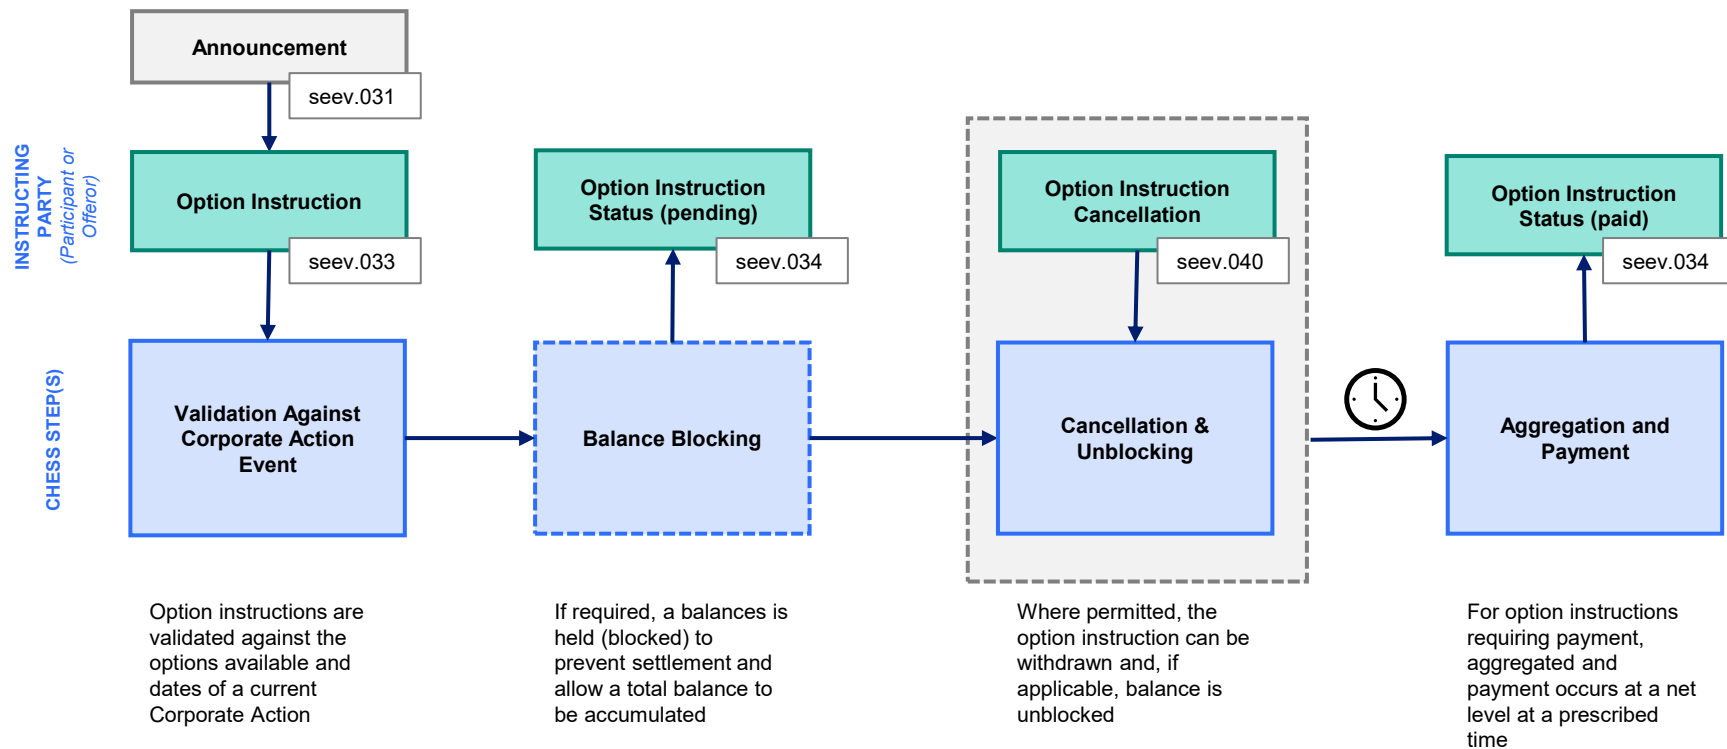 Announcement
seev.031
INSTRUCTING
PARTY
(Participant or
Offeror)
Option Instruction
seev.033
Option Instruction
Status (pending)
seev.034
Option Instruction
Cancellation
seev.040
Option Instruction
Status (paid)
seev.034
CHESS STEP(S)
Validation Against
Corporate Action
Event
Balance Blocking
Cancellation &
Unblocking
Aggregation and
Payment
Option instructions are
validated against the
options available and
dates of a current
Corporate Action
If required, a balances is
held (blocked) to
prevent settlement and
allow a total balance to
be accumulated
Where permitted, the
option instruction can be
withdrawn and, if
applicable, balance is
unblocked
For option instructions
requiring payment,
aggregated and
payment occurs at a net
level at a prescribed
time